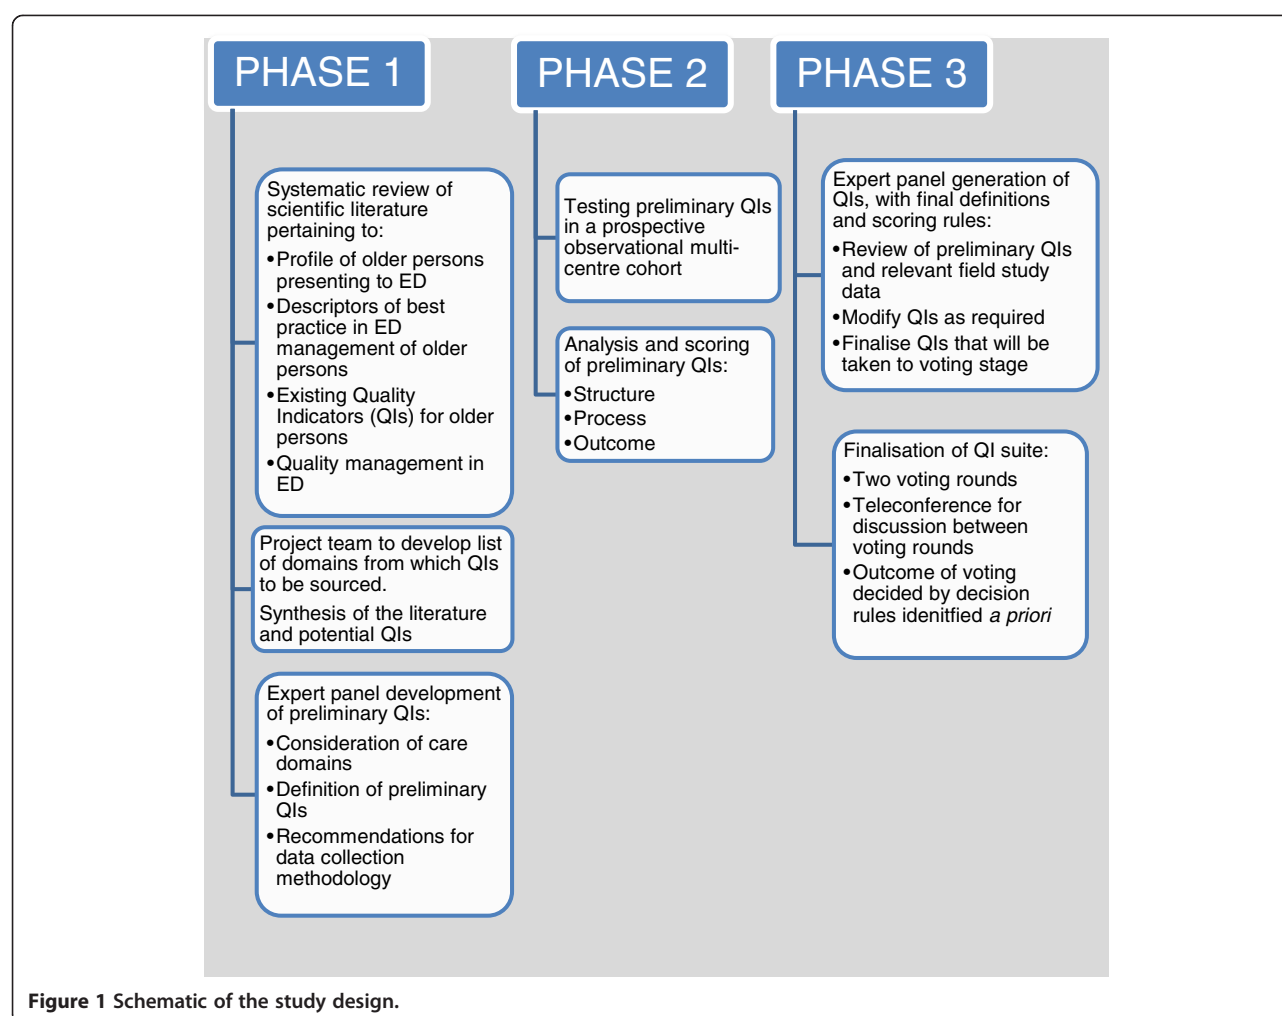 PHASE 1
Systematic review of
scientific literature
pertaining to:
•Profile of older persons
presenting to ED
•Descriptors of best
practice in ED
management of older
persons
•Existing Quality
Indicators (QIs) for older
persons
•Quality management in
ED
Project team to develop list
of domains from which QIs
to be sourced.
Synthesis of the literature
and potential QIs
Expert panel development
of preliminary QIs:
•Consideration of care
domains
•Definition of preliminary
QIs
•Recommendations for
data collection
methodology
PHASE 2
Testing preliminary QIs
in a prospective
observational multi-
centre cohort
Analysis and scoring
of preliminary QIs:
•Structure
•Process
•Outcome
PHASE 3
Expert panel generation of
QIs, with final definitions
and scoring rules:
•Review of preliminary QIs
and relevant field study
data
•Modify QIs as required
•Finalise QIs that will be
taken to voting stage
Finalisation of QI suite:
•Two voting rounds
•Teleconference for
discussion between
voting rounds
•Outcome of voting
decided by decision
rules idenitfied a priori
Figure 1 Schematic of the study design.